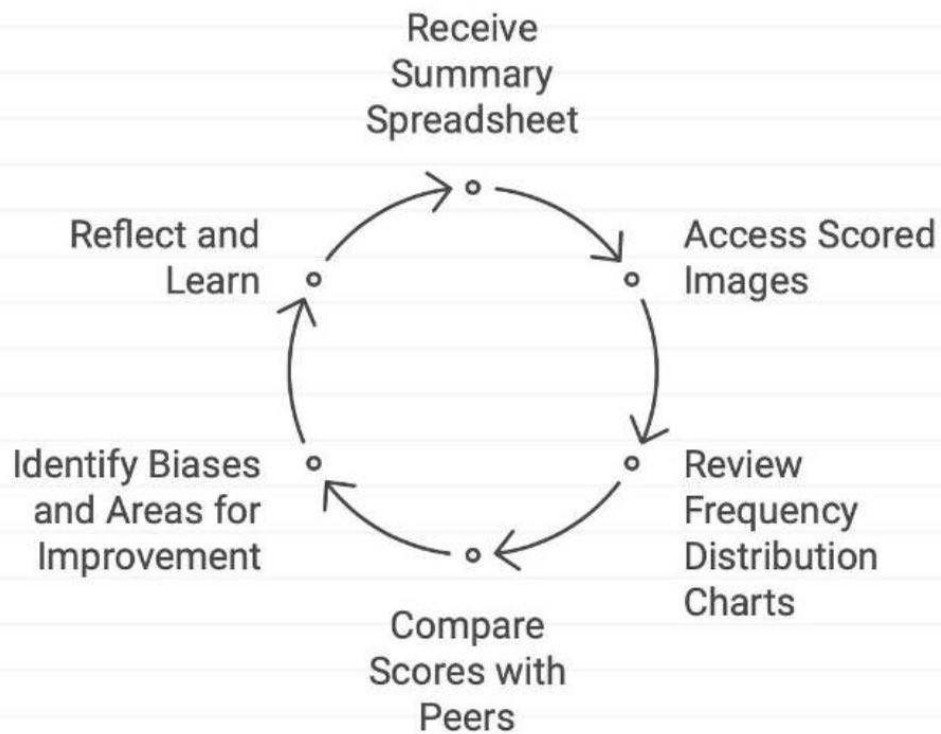 Receive
Summary
Spreadsheet
Access Scored
Images
Review
Frequency
Distribution
Charts
Compare
Scores with
Peers
Identify Biases
and Areas for
Improvement
Reflect and
Learn